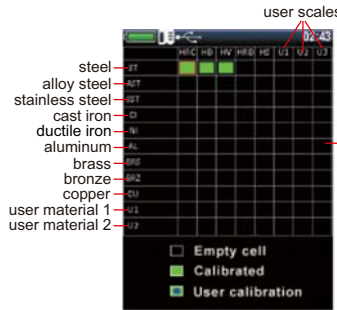 user scales
02:43
HRC HB HV HRB HS U1 U2 U3
steel ST
alloy steel AST
stainless steel SST
cast iron CI
ductile iron NI
aluminum AL
brass BRS
bronze BRZ
copper CU
user material 1 U1
user material 2 U2
Empty cell
Calibrated
User calibration